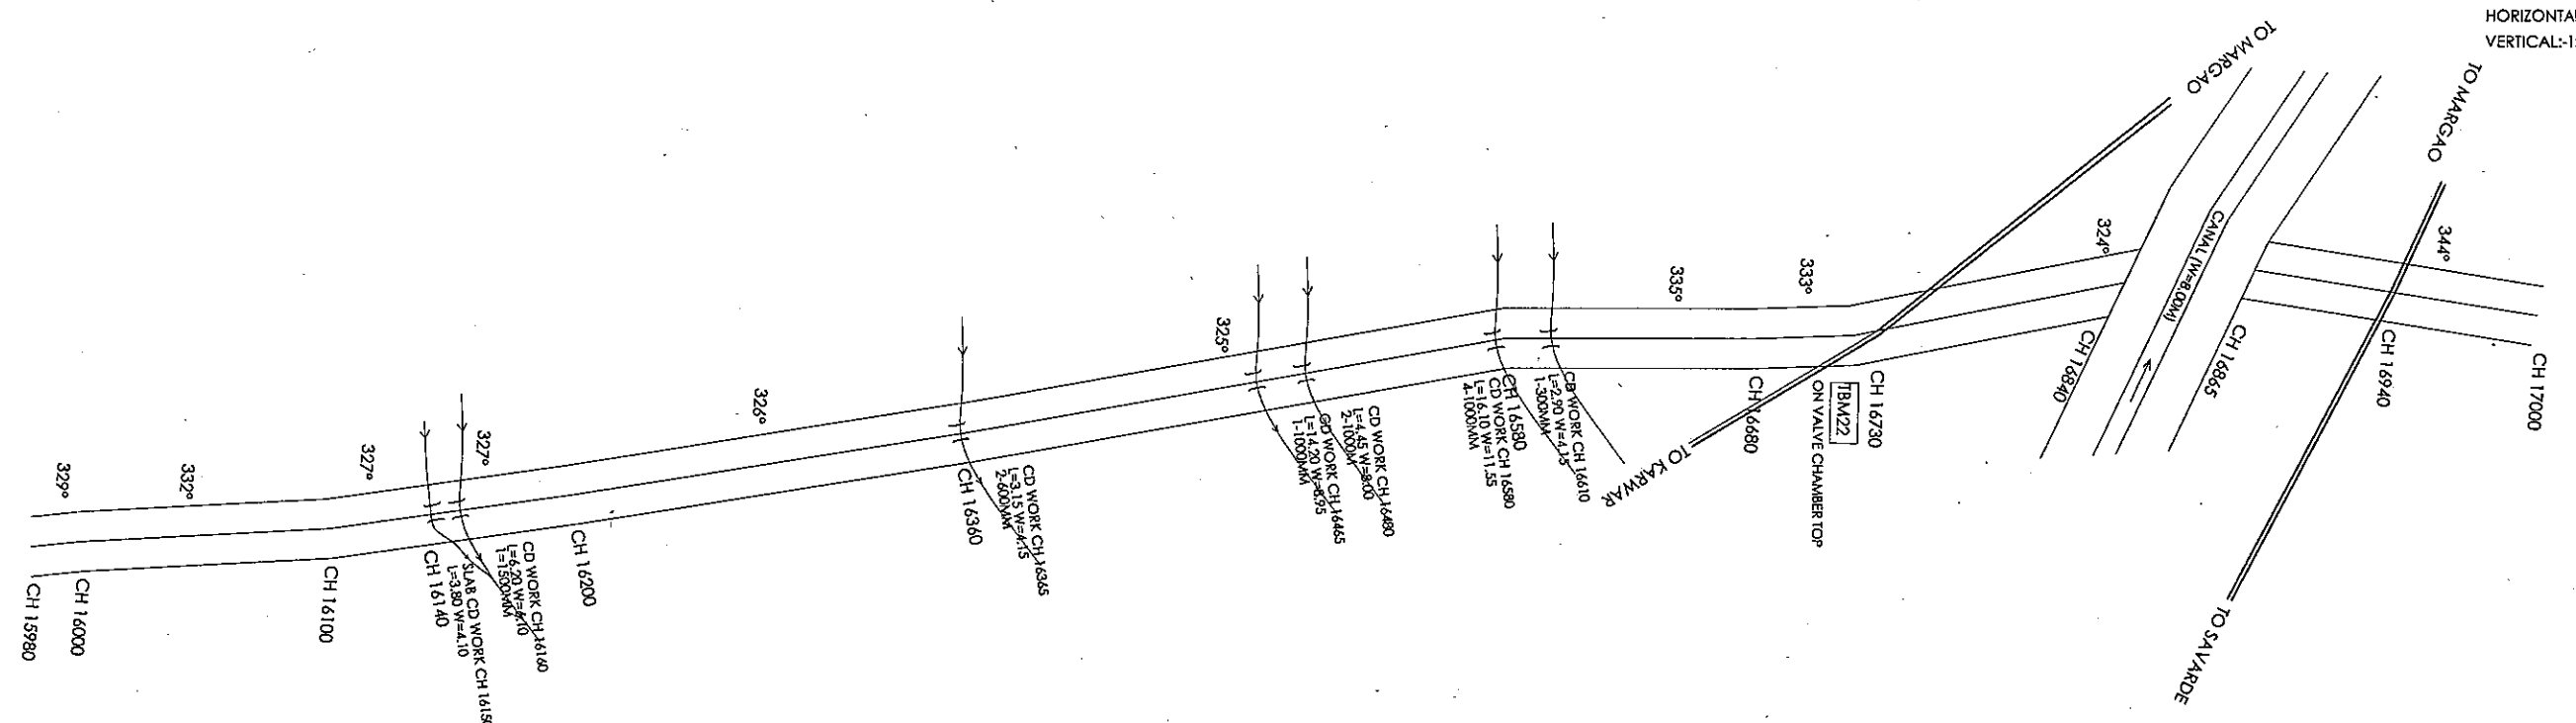 HORIZONTAL
VERTICAL:-1:
TO MARGAO
TO MARGAO
CANAL (W=8.00M)
344°
324°
333°
335°
325°
326°
327°
327°
332°
329°
CH 15980
CH 16000
CH 16100
CH 16140
SLAB CD WORK CH 16150
L=3.80 W=4.10
CD WORK CH 16160
L=6.20 W=4.10
1=1500MM
CH 16200
CH 16360
CD WORK CH 16365
L=3.15 W=4.15
2-600MM
CD WORK CH 16465
L=14.20 W=8.95
1-1000MM
CD WORK CH 16480
L=4.45 W=8.00
2-1000M
CH 16580
CD WORK CH 16580
L=16.10 W=11.55
4-1000MM
CD WORK CH 16610
L=2.90 W=4.15
1-300MM
TO KARWAR
CH 16680
TBM22
ON VALVE CHAMBER TOP
CH 16730
CH 16840
CH 16865
CH 16940
CH 17000
TO SAVARDE